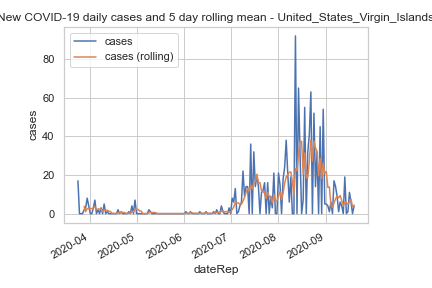 New COVID-19 daily cases and 5 day rolling mean - United_States_Virgin_Islands
cases
cases (rolling)
80
60
40
20
0
cases
2020-04
2020-05
2020-06
2020-07
2020-08
2020-09
dateRep